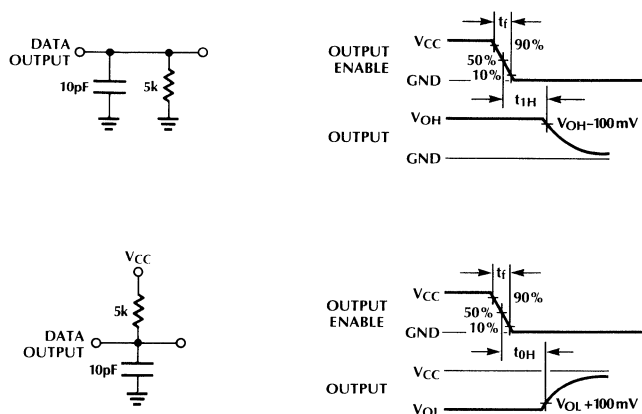 DATA
OUTPUT
10pF
5k
OUTPUT
ENABLE
VCC
GND
tf
90%
50%
10%
t1H
OUTPUT
VOH
GND
VOH−100mV
VCC
5k
DATA
OUTPUT
10pF
OUTPUT
ENABLE
VCC
GND
tf
90%
50%
10%
t0H
OUTPUT
VCC
VOL
VOL+100mV